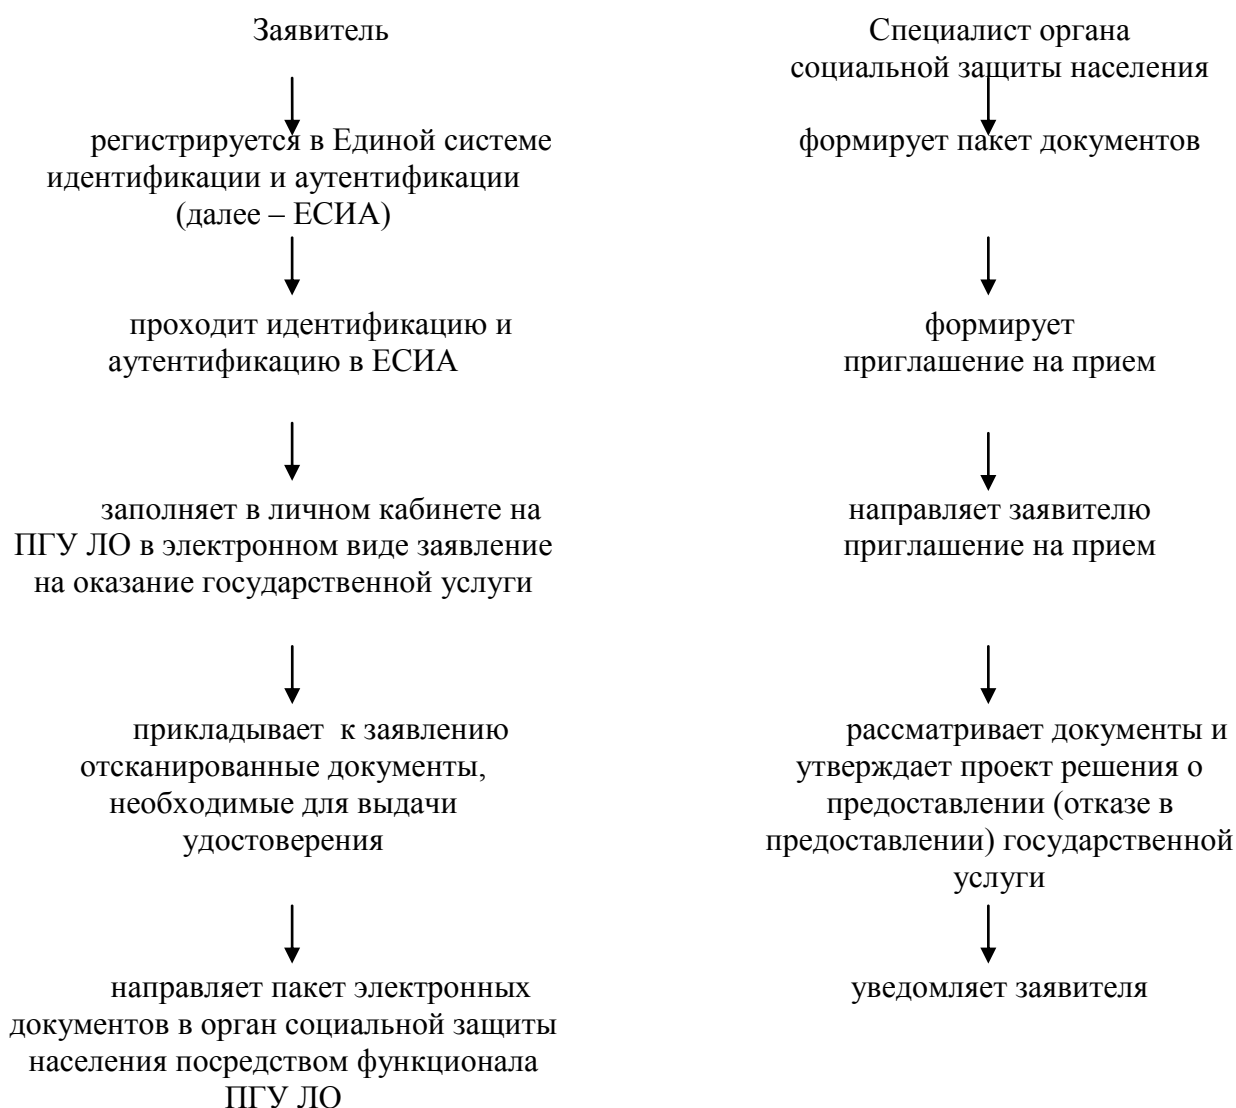 Заявитель
регистрируется в Единой системе
идентификации и аутентификации
(далее – ЕСИА)
проходит идентификацию и
аутентификацию в ЕСИА
заполняет в личном кабинете на
ПГУ ЛО в электронном виде заявление
на оказание государственной услуги
прикладывает  к заявлению
отсканированные документы,
необходимые для выдачи
удостоверения
направляет пакет электронных
документов в орган социальной защиты
населения посредством функционала
ПГУ ЛО
Специалист органа
социальной защиты населения
формирует пакет документов
формирует
приглашение на прием
направляет заявителю
приглашение на прием
рассматривает документы и
утверждает проект решения о
предоставлении (отказе в
предоставлении) государственной
услуги
уведомляет заявителя